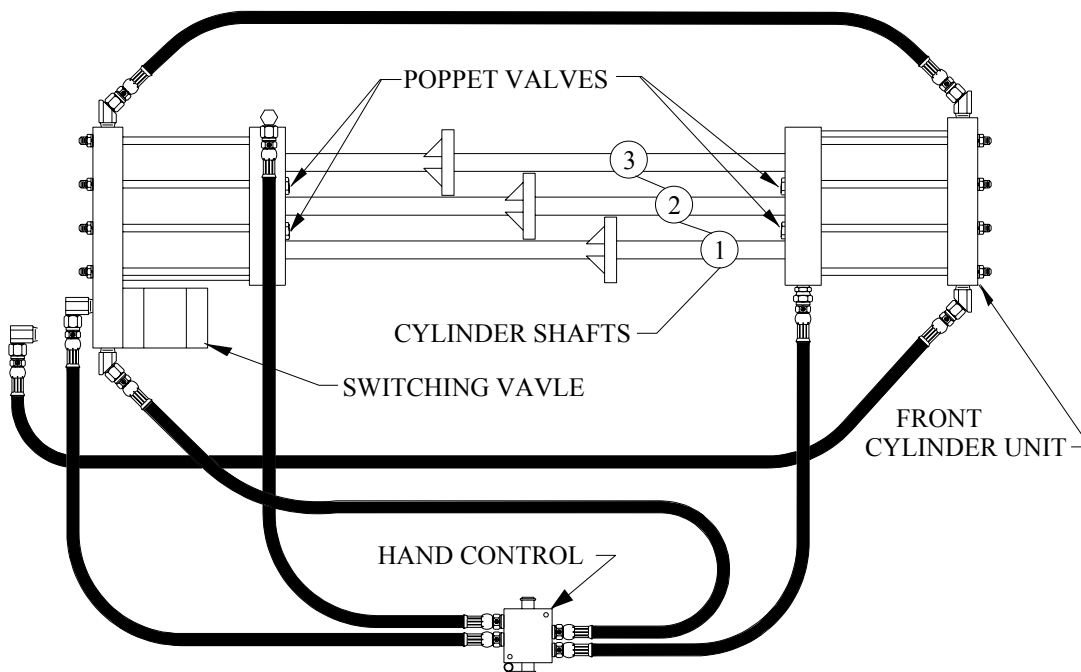 POPPET VALVES
3
2
1
CYLINDER SHAFTS
SWITCHING VAVLE
FRONT
CYLINDER UNIT
HAND CONTROL